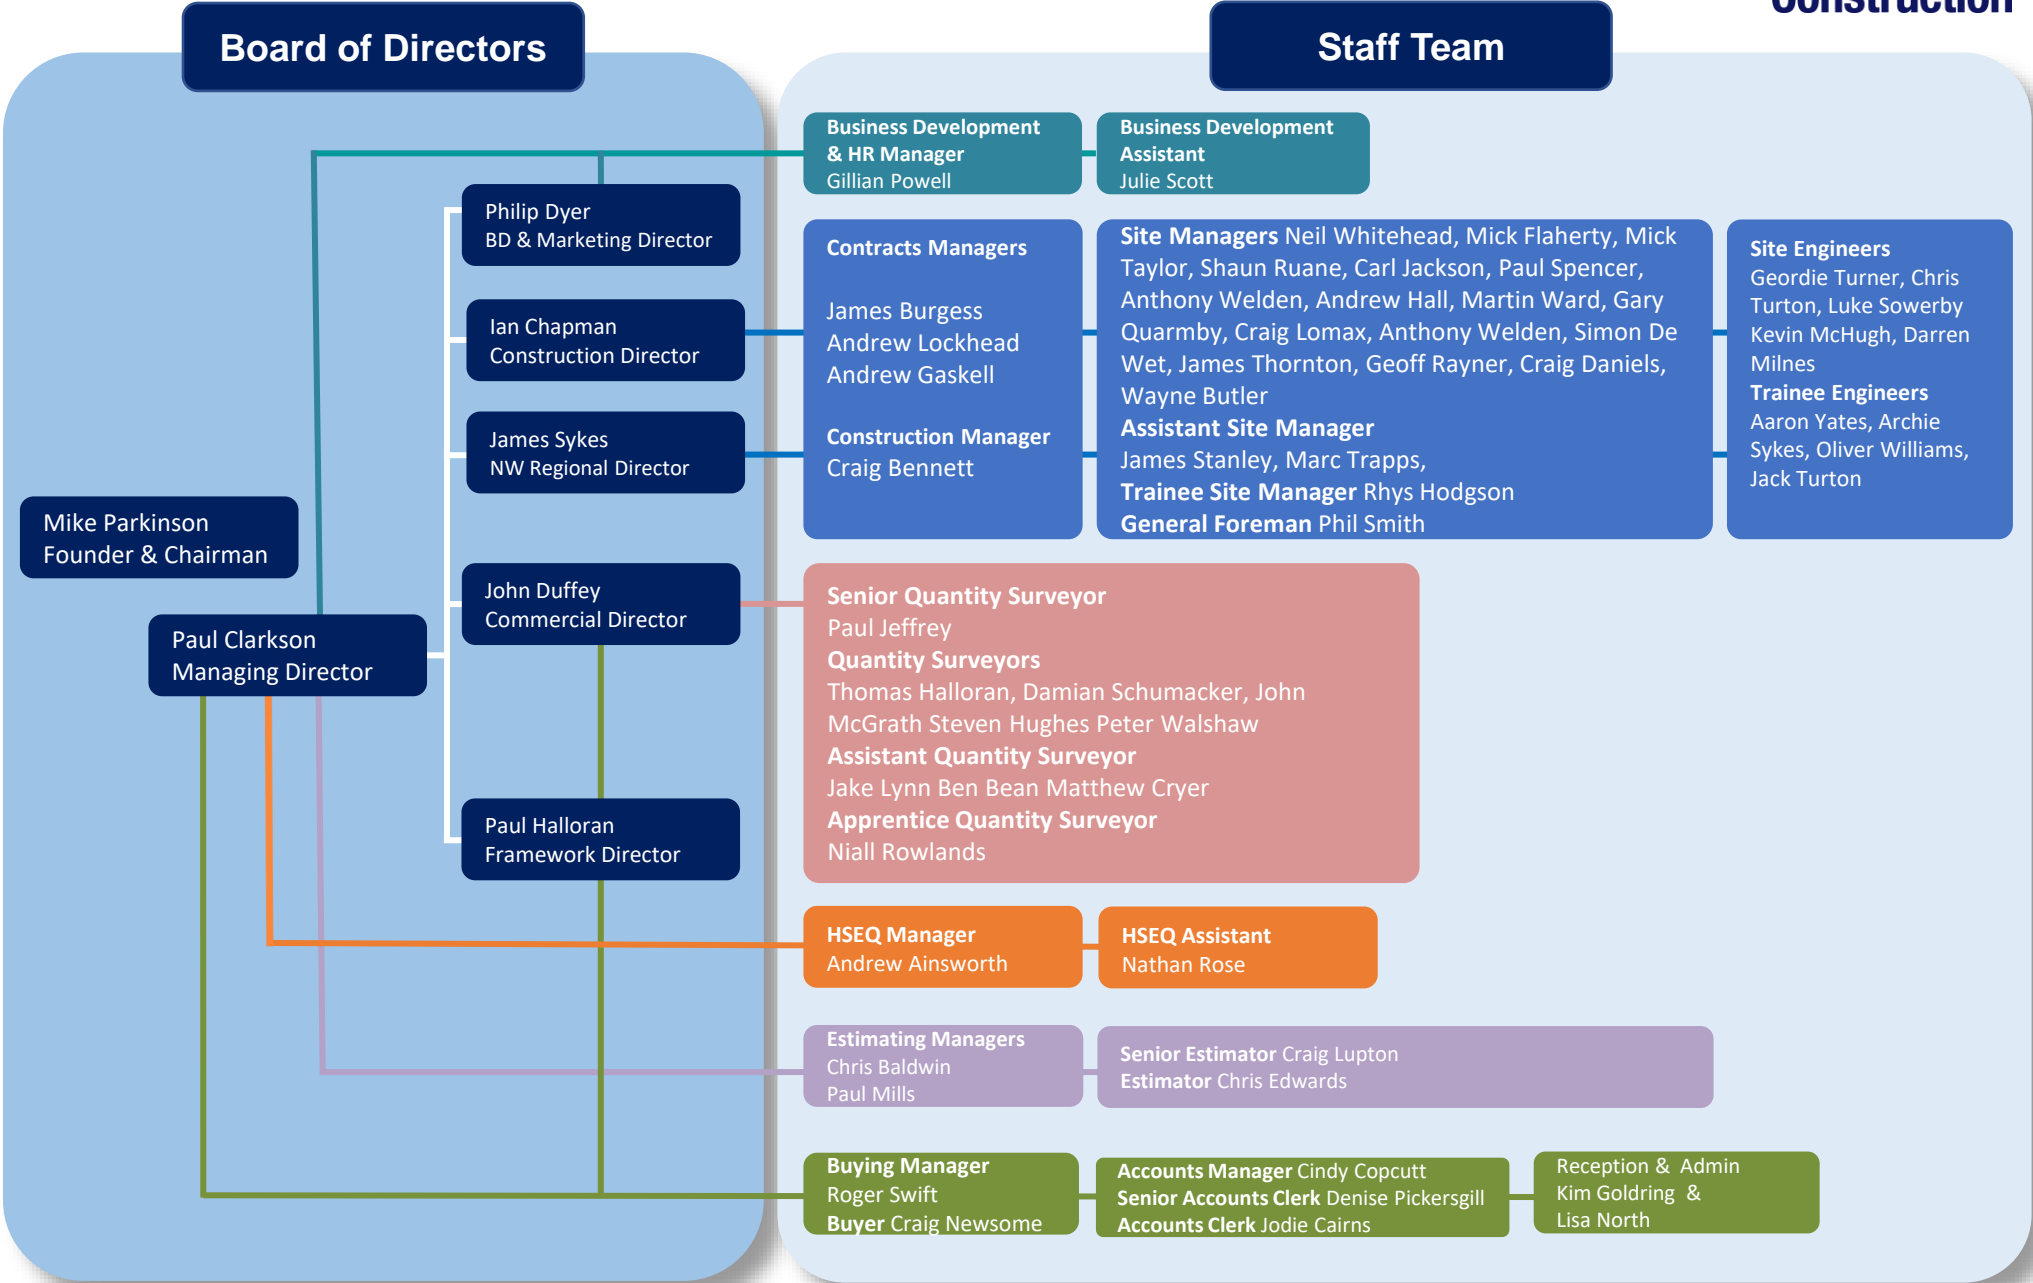 Construction
Board of Directors
Staff Team
Business Development
& HR Manager
Gillian Powell
Business Development
Assistant
Julie Scott
Philip Dyer
BD & Marketing Director
Ian Chapman
Construction Director
James Sykes
NW Regional Director
Mike Parkinson
Founder & Chairman
Paul Clarkson
Managing Director
John Duffey
Commercial Director
Paul Halloran
Framework Director
Contracts Managers
James Burgess
Andrew Lockhead
Andrew Gaskell
Construction Manager
Craig Bennett
Site Managers Neil Whitehead, Mick Flaherty, Mick
Taylor, Shaun Ruane, Carl Jackson, Paul Spencer,
Anthony Welden, Andrew Hall, Martin Ward, Gary
Quarmby, Craig Lomax, Anthony Welden, Simon De
Wet, James Thornton, Geoff Rayner, Craig Daniels,
Wayne Butler
Assistant Site Manager
James Stanley, Marc Trapps,
Trainee Site Manager Rhys Hodgson
General Foreman Phil Smith
Site Engineers
Geordie Turner, Chris
Turton, Luke Sowerby
Kevin McHugh, Darren
Milnes
Trainee Engineers
Aaron Yates, Archie
Sykes, Oliver Williams,
Jack Turton
Senior Quantity Surveyor
Paul Jeffrey
Quantity Surveyors
Thomas Halloran, Damian Schumacker, John
McGrath Steven Hughes Peter Walshaw
Assistant Quantity Surveyor
Jake Lynn Ben Bean Matthew Cryer
Apprentice Quantity Surveyor
Niall Rowlands
HSEQ Manager
Andrew Ainsworth
HSEQ Assistant
Nathan Rose
Estimating Managers
Chris Baldwin
Paul Mills
Senior Estimator Craig Lupton
Estimator Chris Edwards
Buying Manager
Roger Swift
Buyer Craig Newsome
Accounts Manager Cindy Copcutt
Senior Accounts Clerk Denise Pickersgill
Accounts Clerk Jodie Cairns
Reception & Admin
Kim Goldring &
Lisa North